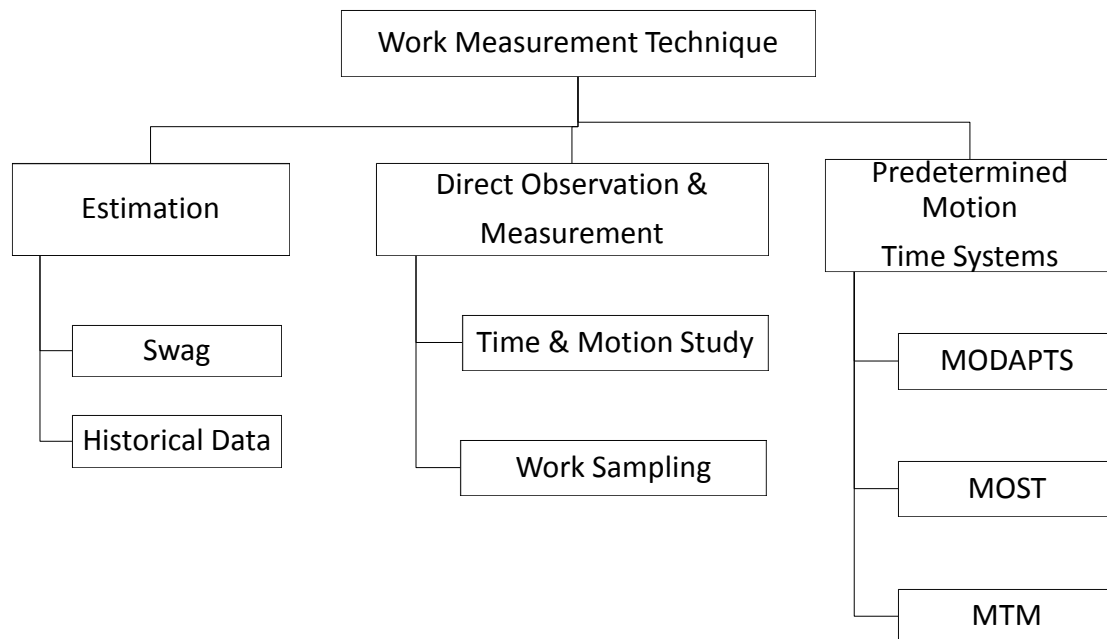 Work Measurement Technique
Estimation
Swag
Historical Data
Direct Observation &
Measurement
Time & Motion Study
Work Sampling
Predetermined
Motion
Time Systems
MODAPTS
MOST
MTM